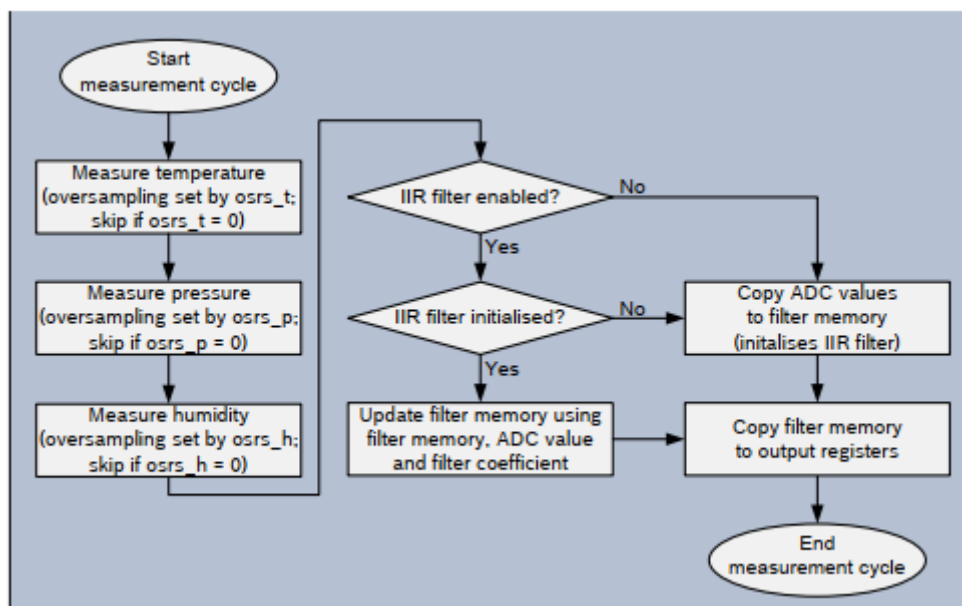 Start
measurement cycle
Measure temperature
(oversampling set by osrs_t;
skip if osrs_t = 0)
Measure pressure
(oversampling set by osrs_p;
skip if osrs_p = 0)
Measure humidity
(oversampling set by osrs_h;
skip if osrs_h = 0)
IIR filter enabled?
No
Yes
IIR filter initialised?
No
Yes
Copy ADC values
to filter memory
(initalises IIR filter)
Update filter memory using
filter memory, ADC value
and filter coefficient
Copy filter memory
to output registers
End
measurement cycle